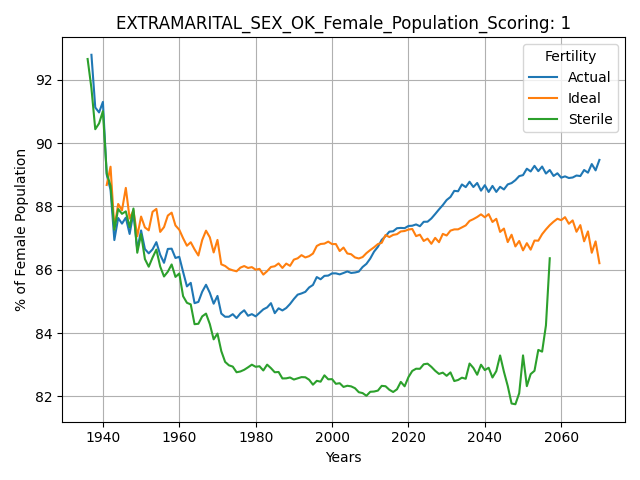 EXTRAMARITAL_SEX_OK_Female_Population_Scoring: 1
Fertility
Actual
Ideal
Sterile
% of Female Population
92
90
88
86
84
82
1940 1960 1980 2000 2020 2040 2060
Years